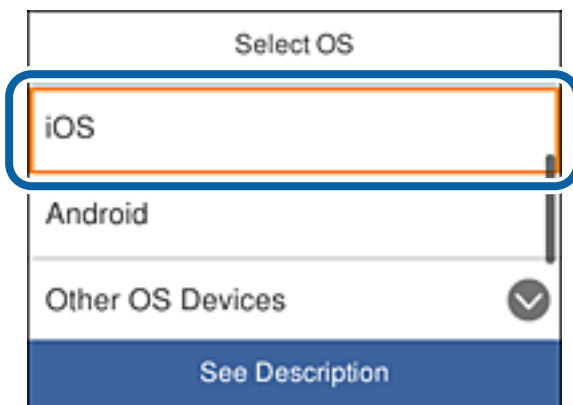 Select OS
iOS
Android
Other OS Devices
See Description